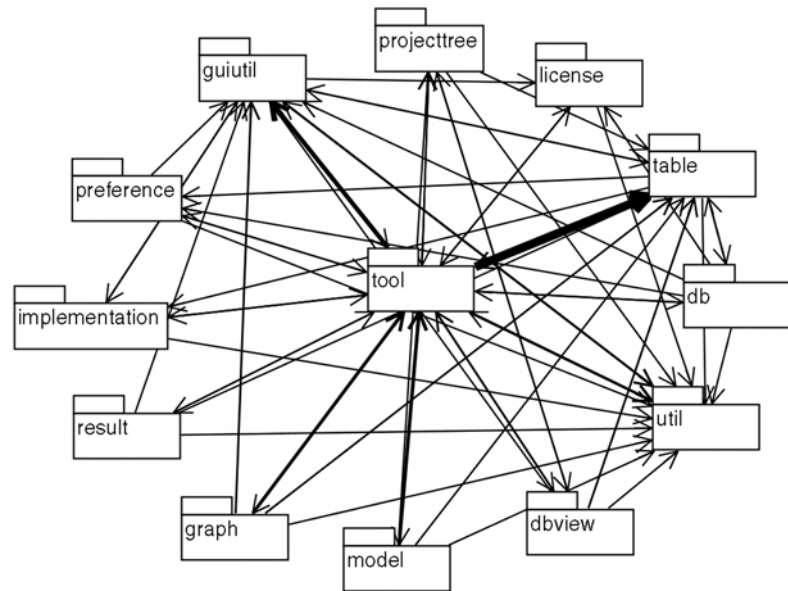 projecttree
guiutil
license
table
preference
tool
db
implementation
util
result
dbview
graph
model